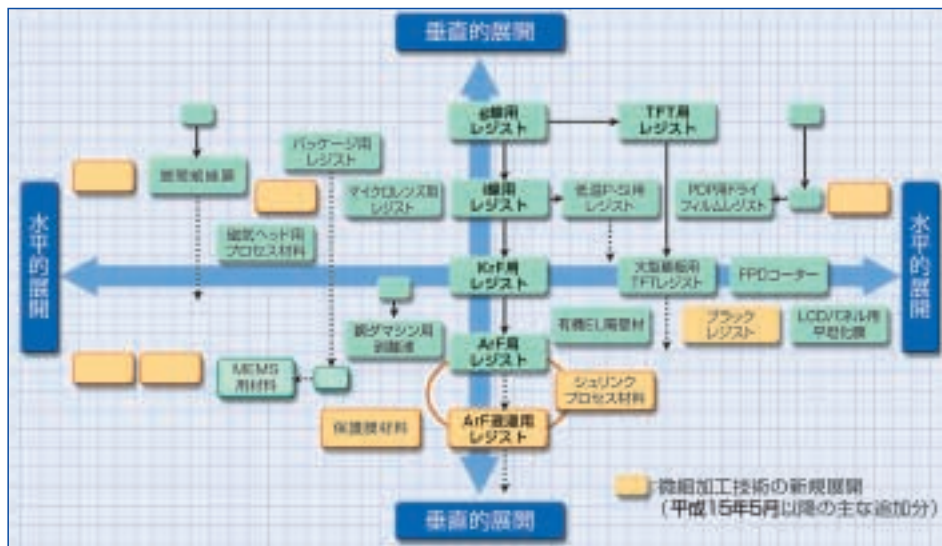 垂直的展開
g線用
レジスト
TFT用
レジスト
パッケージ用
レジスト
マイクロレンズ用
レジスト
i線用
レジスト
低温P-Si用
レジスト
PDP用ドライ
フィルムレジスト
水平的展開
磁気ヘッド用
プロセス材料
KrF用
レジスト
大型基板用
TFTレジスト
FPDコーター
水平的展開
銅ダマシン用
剥離液
ArF用
レジスト
有機EL隔壁材
ブラック
レジスト
LCDパネル用
平坦化膜
MEMS
用材料
シュリンク
プロセス材料
保護膜材料
ArF液浸用
レジスト
微細加工技術の新規展開
(平成15年5月以降の主な追加分)
垂直的展開